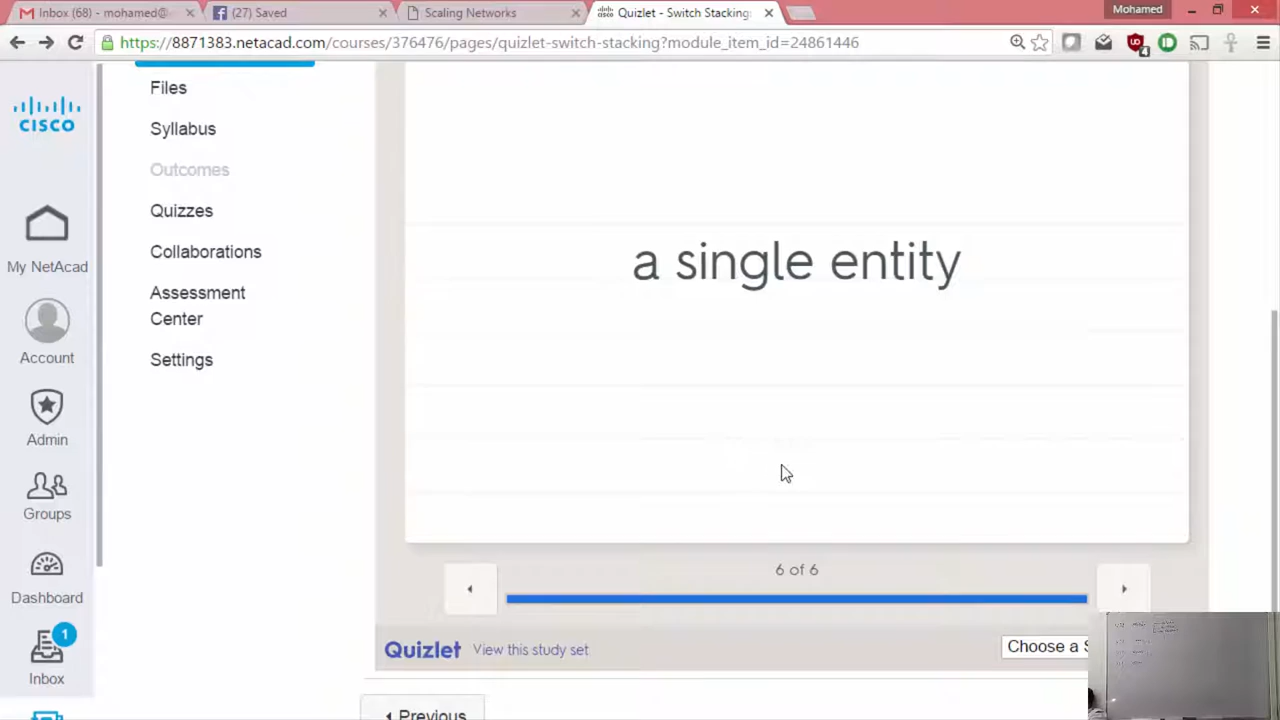 Inbox (68) - mohamed@
(27) Saved
Scaling Networks
Quizlet - Switch Stacking
Mohamed
https://8871383.netacad.com/courses/376476/pages/quizlet-switch-stacking?module_item_id=24861446
4
CISCO
My NetAcad
Account
Admin
Groups
Dashboard
1
Inbox
Files
Syllabus
Outcomes
Quizzes
Collaborations
Assessment
Center
Settings
a single entity
6 of 6
Quizlet
View this study set
Choose a S
Previous